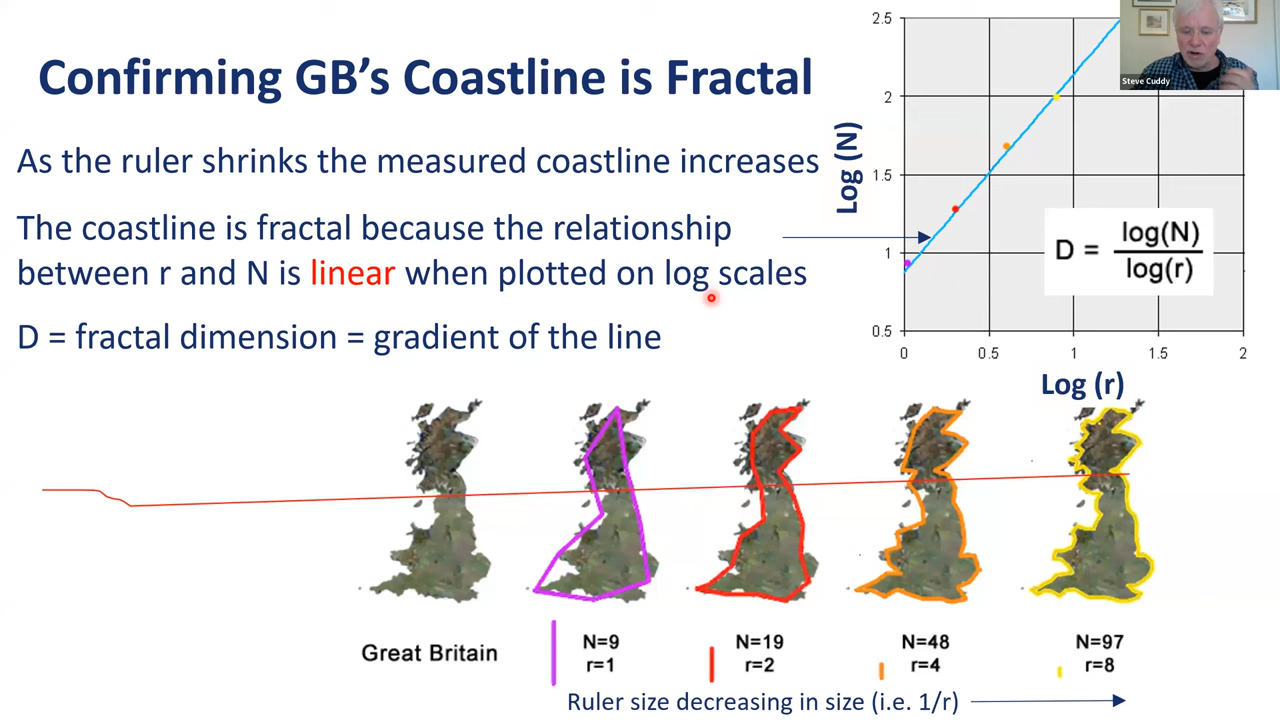 Confirming GB's Coastline is Fractal
As the ruler shrinks the measured coastline increases
The coastline is fractal because the relationship
between r and N is linear when plotted on log scales
D = fractal dimension = gradient of the line
Steve Cuddy
2.5
2
1.5
1
0.5
Log (N)
D = log(N)
log(r)
0
0.5
1
1.5
2
Log (r)
Great Britain
N=9
r=1
N=19
r=2
N=48
r=4
N=97
r=8
Ruler size decreasing in size (i.e. 1/r)